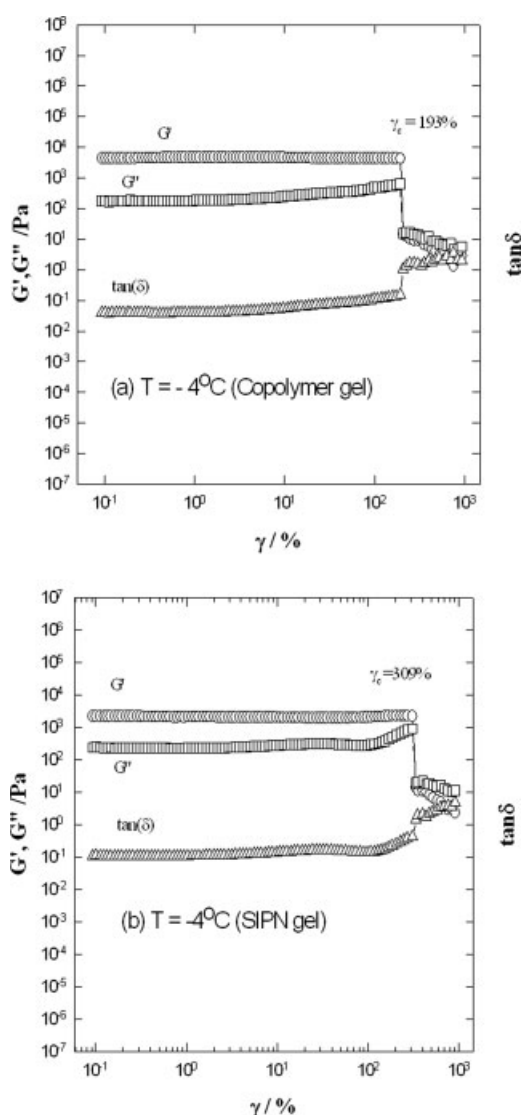 10⁸
10⁷
10⁶
10⁵
10⁴
10³
10²
10¹
10⁰
10⁻¹
10⁻²
10⁻³
10⁻⁴
10⁻⁵
10⁻⁶
10⁻⁷
G', G'' /Pa
tanδ
γc = 193%
G'
G''
tan(δ)
(a) T = - 4⁰C (Copolymer gel)
10⁻¹ 10⁰ 10¹ 10² 10³
γ / %
10⁷
10⁶
10⁵
10⁴
10³
10²
10¹
10⁰
10⁻¹
10⁻²
10⁻³
10⁻⁴
10⁻⁵
10⁻⁶
10⁻⁷
G', G'' /Pa
tanδ
γc = 309%
G'
G''
tan(δ)
(b) T = -4⁰C (SIPN gel)
10⁻¹ 10⁰ 10¹ 10² 10³
γ / %